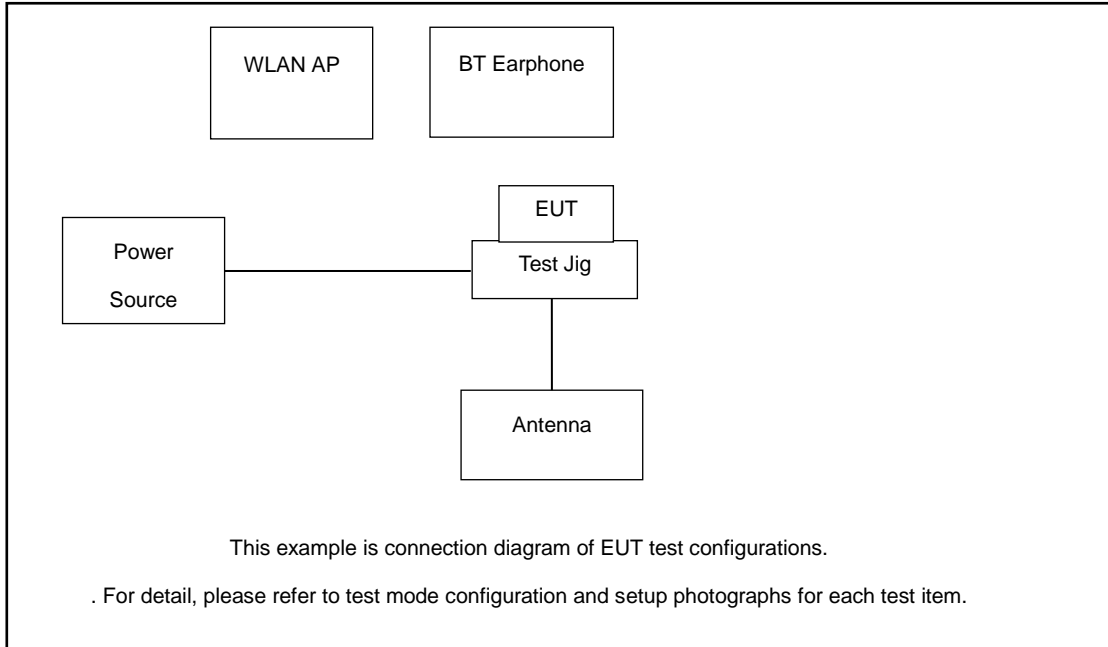 WLAN AP
BT Earphone
EUT
Power
Source
Test Jig
Antenna
This example is connection diagram of EUT test configurations.
. For detail, please refer to test mode configuration and setup photographs for each test item.